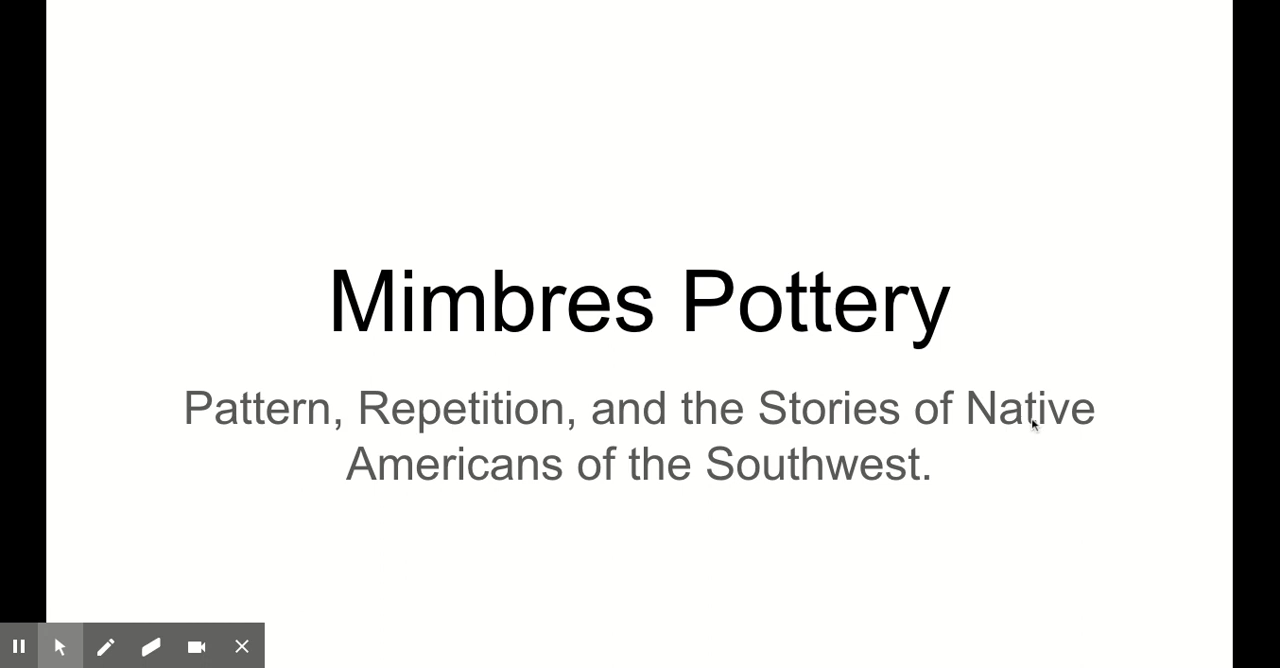 Mimbres Pottery
Pattern, Repetition, and the Stories of Native
Americans of the Southwest.